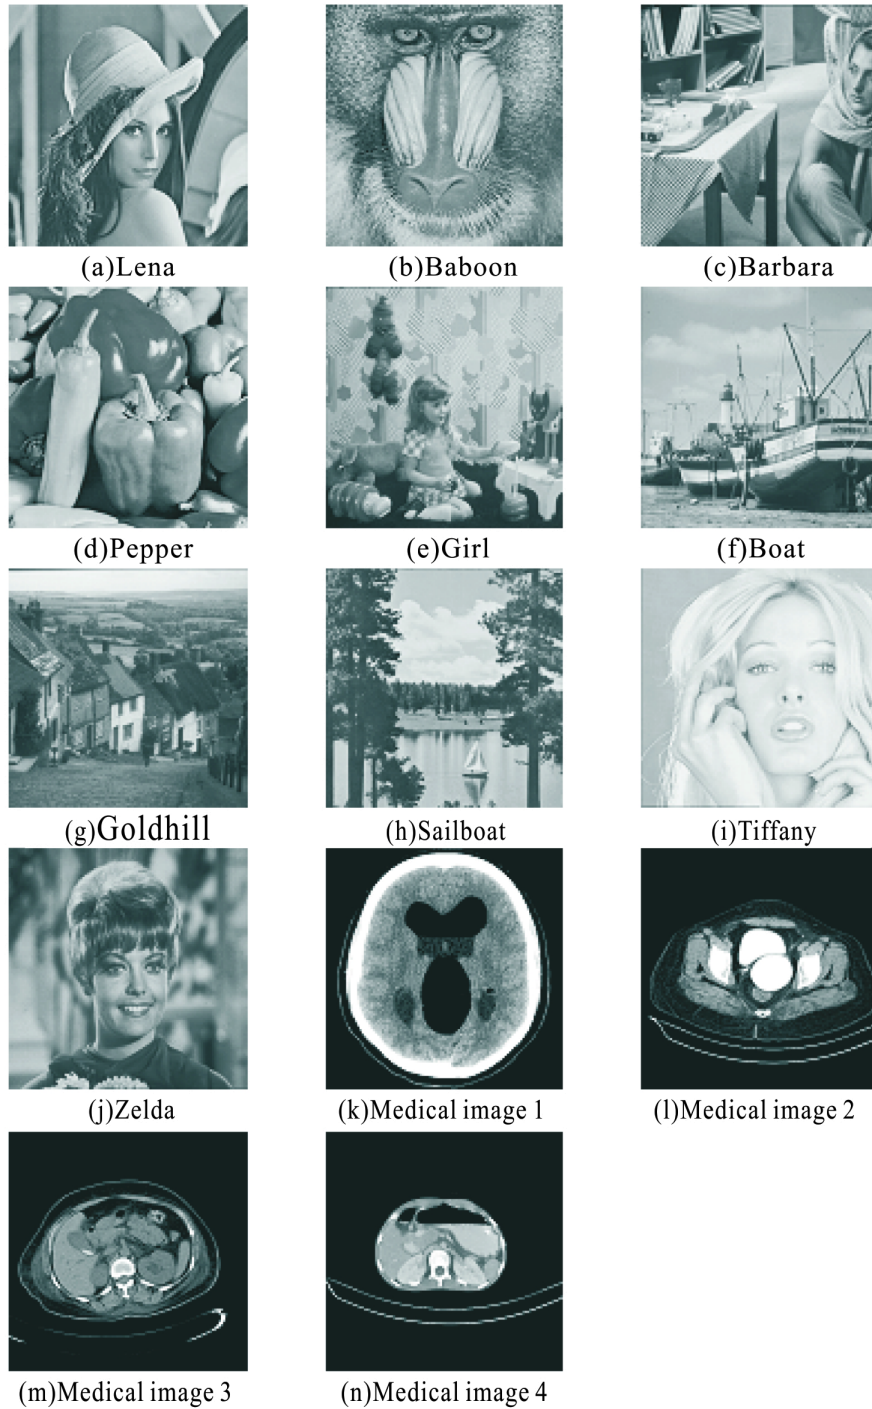 (a)Lena
(b)Baboon
(c)Barbara
(d)Pepper
(e)Girl
(f)Boat
(g)Goldhill
(h)Sailboat
(i)Tiffany
(j)Zelda
(k)Medical image 1
(l)Medical image 2
(m)Medical image 3
(n)Medical image 4